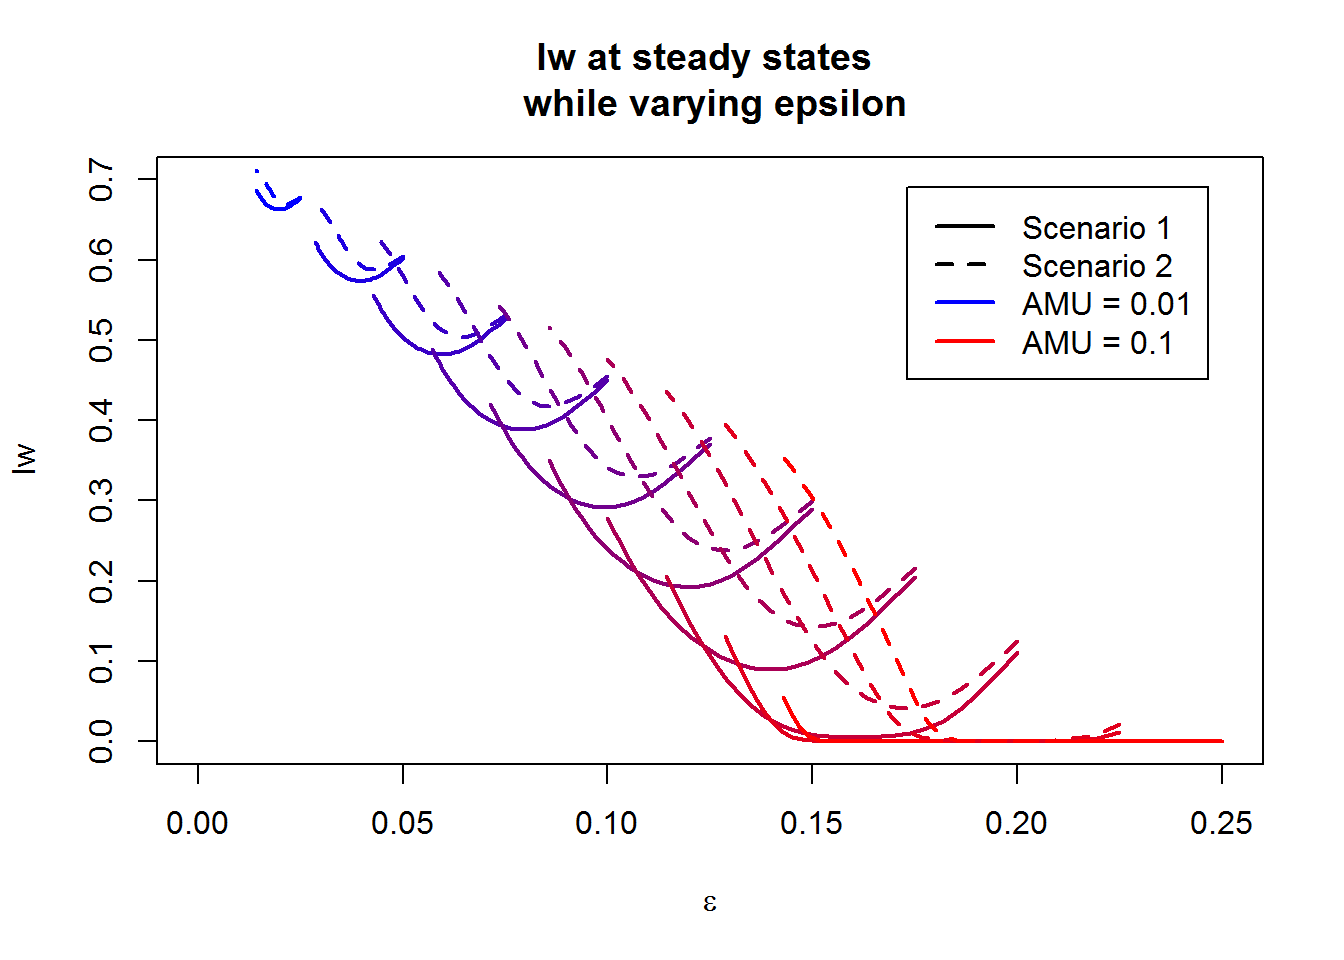 Iw at steady states
while varying epsilon
Iw
0.7
0.6
0.5
0.4
0.3
0.2
0.1
0.0
Scenario 1
Scenario 2
AMU = 0.01
AMU = 0.1
0.00 0.05 0.10 0.15 0.20 0.25
ε